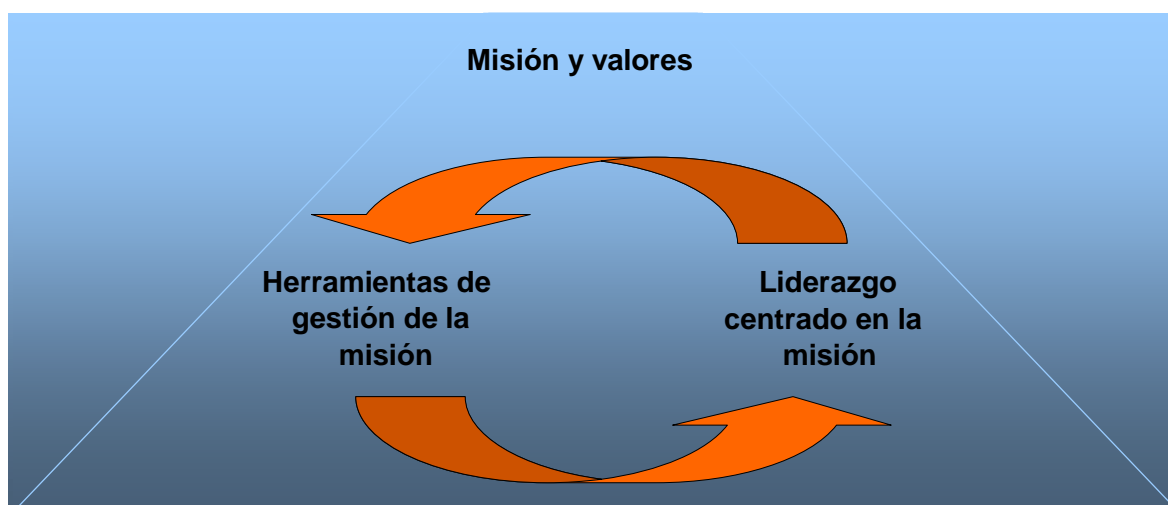 Misión y valores
Herramientas de
gestión de la
misión
Liderazgo
centrado en la
misión